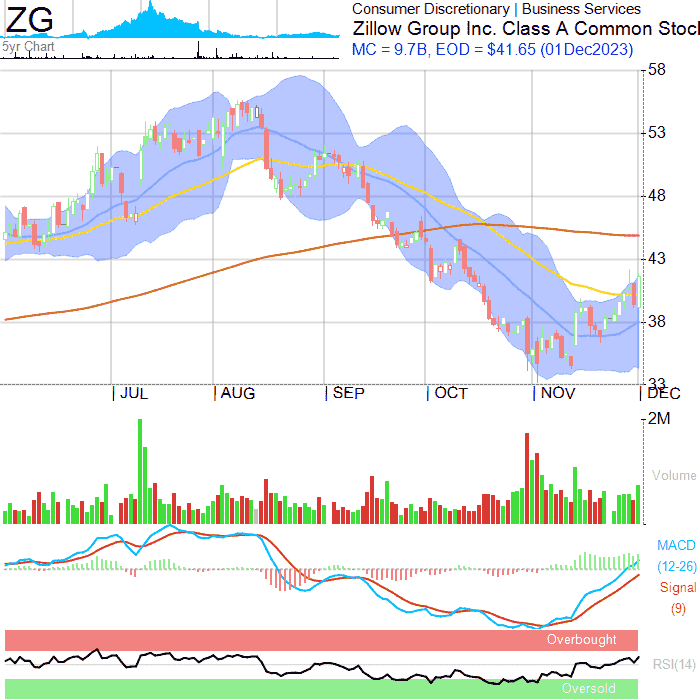 ZG
5yr Chart
Consumer Discretionary | Business Services
Zillow Group Inc. Class A Common Stoc
MC = 9.7B, EOD = $41.65 (01Dec2023)
58
53
48
43
38
33
JUL AUG SEP OCT NOV DEC
2M
Volume
MACD
(12-26)
Signal
(9)
Overbought
RSI(14)
Oversold